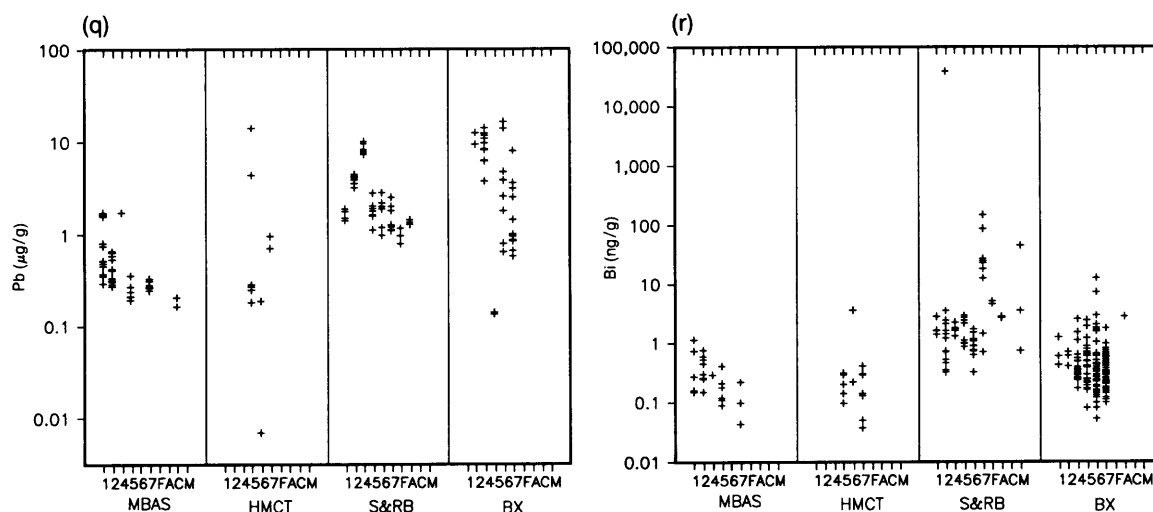 (q)
100
10
1
0.1
0.01
Pb (μg/g)
124567FACM 124567FACM 124567FACM 124567FACM
MBAS HMCT S&RB BX
(r)
100,000
10,000
1,000
100
10
1
0.1
0.01
Bi (ng/g)
124567FACM 124567FACM 124567FACM 124567FACM
MBAS HMCT S&RB BX